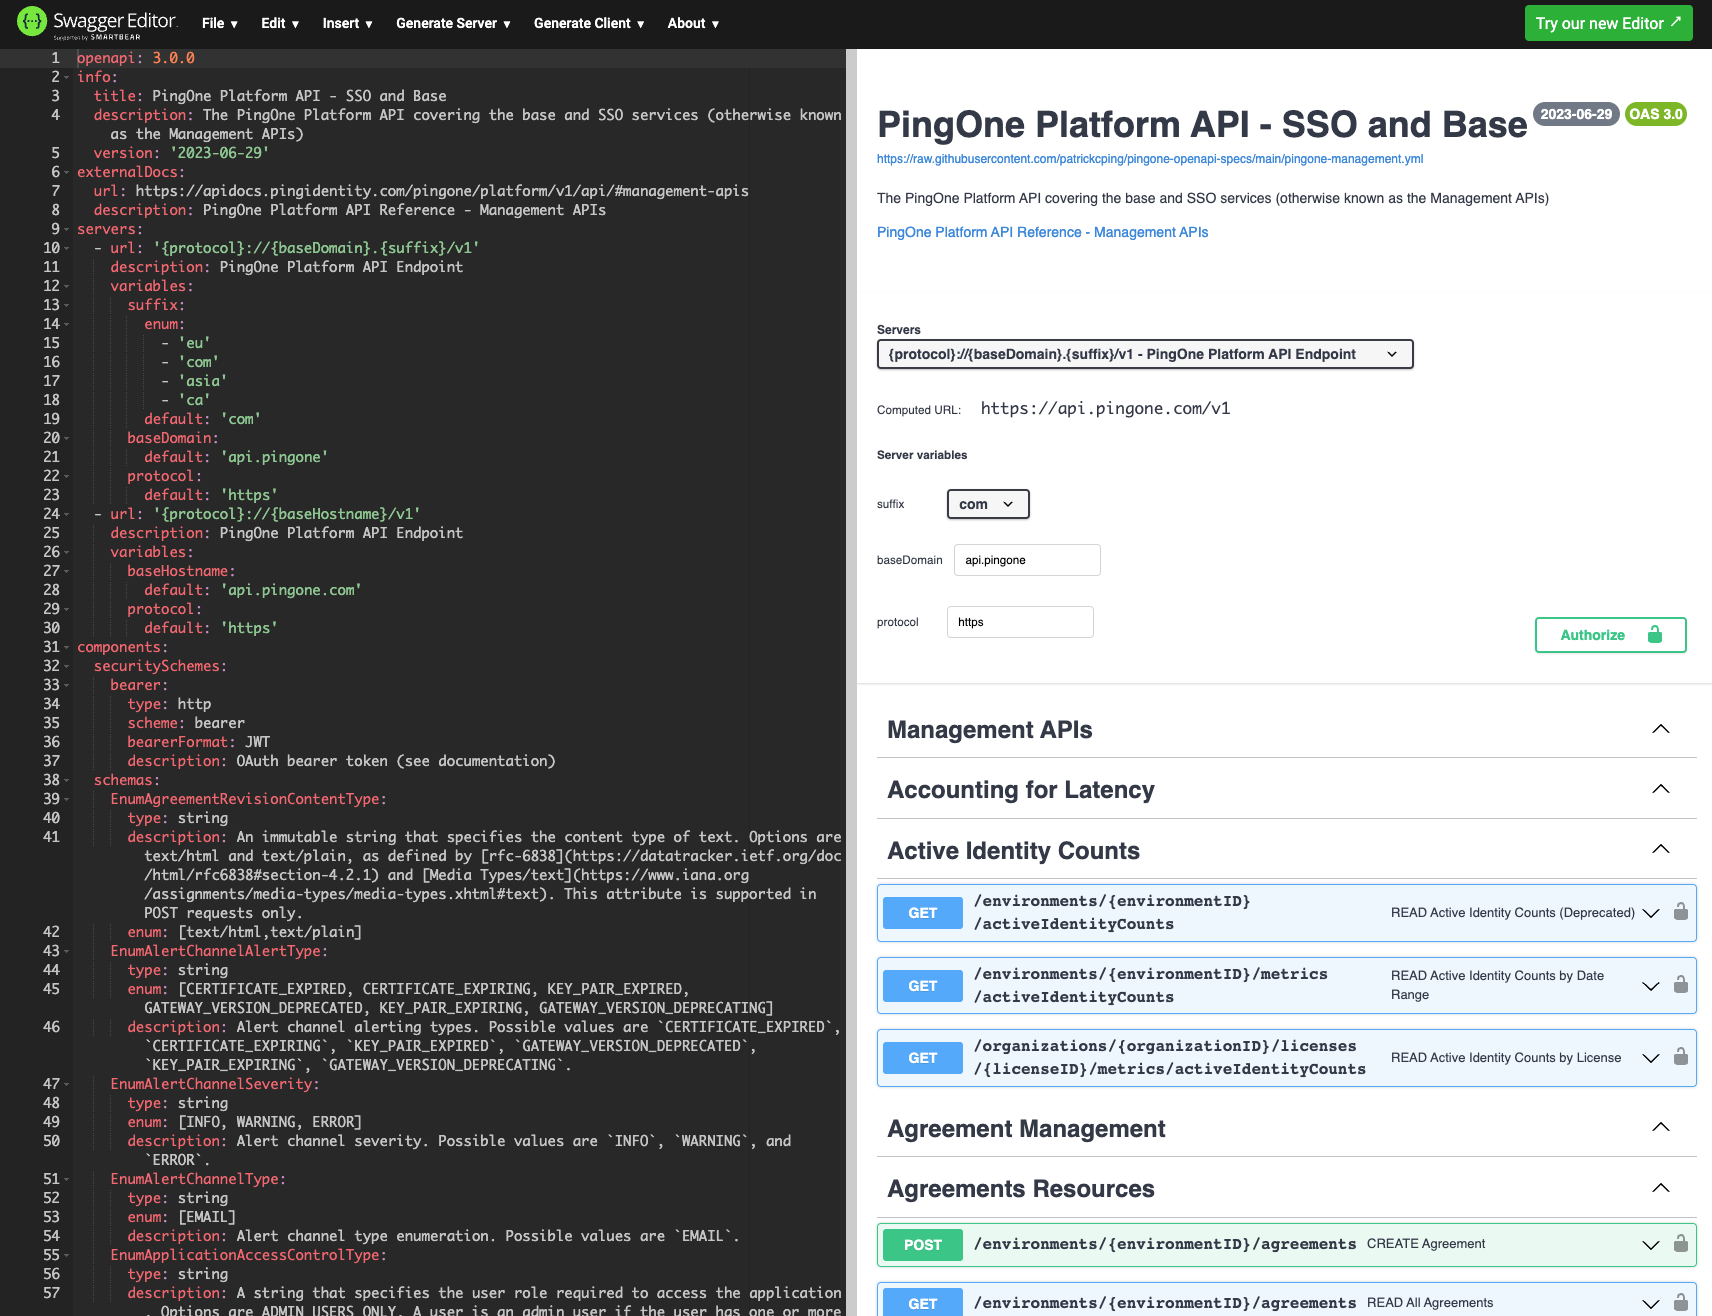 Swagger Editor.
Supported by SMARTBEAR
File ▼
Edit ▼
Insert ▼
Generate Server ▼
Generate Client ▼
About ▼
Try our new Editor ↗
1 openapi: 3.0.0
2 info:
3 title: PingOne Platform API - SSO and Base
4 description: The PingOne Platform API covering the base and SSO services (otherwise known
as the Management APIs)
5 version: '2023-06-29'
6 externalDocs:
7 url: https://apidocs.pingidentity.com/pingone/platform/v1/api/#management-apis
8 description: PingOne Platform API Reference - Management APIs
9 servers:
10 - url: '{protocol}://{baseDomain}.{suffix}/v1'
11 description: PingOne Platform API Endpoint
12 variables:
13 suffix:
14 enum:
15 - 'eu'
16 - 'com'
17 - 'asia'
18 - 'ca'
19 default: 'com'
20 baseDomain:
21 default: 'api.pingone'
22 protocol:
23 default: 'https'
24 - url: '{protocol}://{baseHostname}/v1'
25 description: PingOne Platform API Endpoint
26 variables:
27 baseHostname:
28 default: 'api.pingone.com'
29 protocol:
30 default: 'https'
31 components:
32 securitySchemes:
33 bearer:
34 type: http
35 scheme: bearer
36 bearerFormat: JWT
37 description: OAuth bearer token (see documentation)
38 schemas:
39 EnumAgreementRevisionContentType:
40 type: string
41 description: An immutable string that specifies the content type of text. Options are
text/html and text/plain, as defined by [rfc-6838](https://datatracker.ietf.org/doc
/html/rfc6838#section-4.2.1) and [Media Types/text](https://www.iana.org
/assignments/media-types/media-types.xhtml#text). This attribute is supported in
POST requests only.
42 enum: [text/html,text/plain]
43 EnumAlertChannelAlertType:
44 type: string
45 enum: [CERTIFICATE_EXPIRED, CERTIFICATE_EXPIRING, KEY_PAIR_EXPIRED,
GATEWAY_VERSION_DEPRECATED, KEY_PAIR_EXPIRING, GATEWAY_VERSION_DEPRECATING]
46 description: Alert channel alerting types. Possible values are `CERTIFICATE_EXPIRED`,
`CERTIFICATE_EXPIRING`, `KEY_PAIR_EXPIRED`, `GATEWAY_VERSION_DEPRECATED`,
`KEY_PAIR_EXPIRING`, `GATEWAY_VERSION_DEPRECATING`.
47 EnumAlertChannelSeverity:
48 type: string
49 enum: [INFO, WARNING, ERROR]
50 description: Alert channel severity. Possible values are `INFO`, `WARNING`, and
`ERROR`.
51 EnumAlertChannelType:
52 type: string
53 enum: [EMAIL]
54 description: Alert channel type enumeration. Possible values are `EMAIL`.
55 EnumApplicationAccessControlType:
56 type: string
57 description: A string that specifies the user role required to access the application
. Options are ADMIN_USERS_ONLY. A user is an admin user if the user has one or more
PingOne Platform API - SSO and Base 2023-06-29 OAS 3.0
https://raw.githubusercontent.com/patrickcping/pingone-openapi-specs/main/pingone-management.yml
The PingOne Platform API covering the base and SSO services (otherwise known as the Management APIs)
PingOne Platform API Reference - Management APIs
Servers
{protocol}://{baseDomain}.{suffix}/v1 - PingOne Platform API Endpoint
Computed URL: https://api.pingone.com/v1
Server variables
suffix com
baseDomain api.pingone
protocol https
Authorize
Management APIs
Accounting for Latency
Active Identity Counts
GET /environments/{environmentID}
/activeIdentityCounts
READ Active Identity Counts (Deprecated)
GET /environments/{environmentID}/metrics
/activeIdentityCounts
READ Active Identity Counts by Date
Range
GET /organizations/{organizationID}/licenses
/{licenseID}/metrics/activeIdentityCounts
READ Active Identity Counts by License
Agreement Management
Agreements Resources
POST /environments/{environmentID}/agreements CREATE Agreement
GET /environments/{environmentID}/agreements READ All Agreements